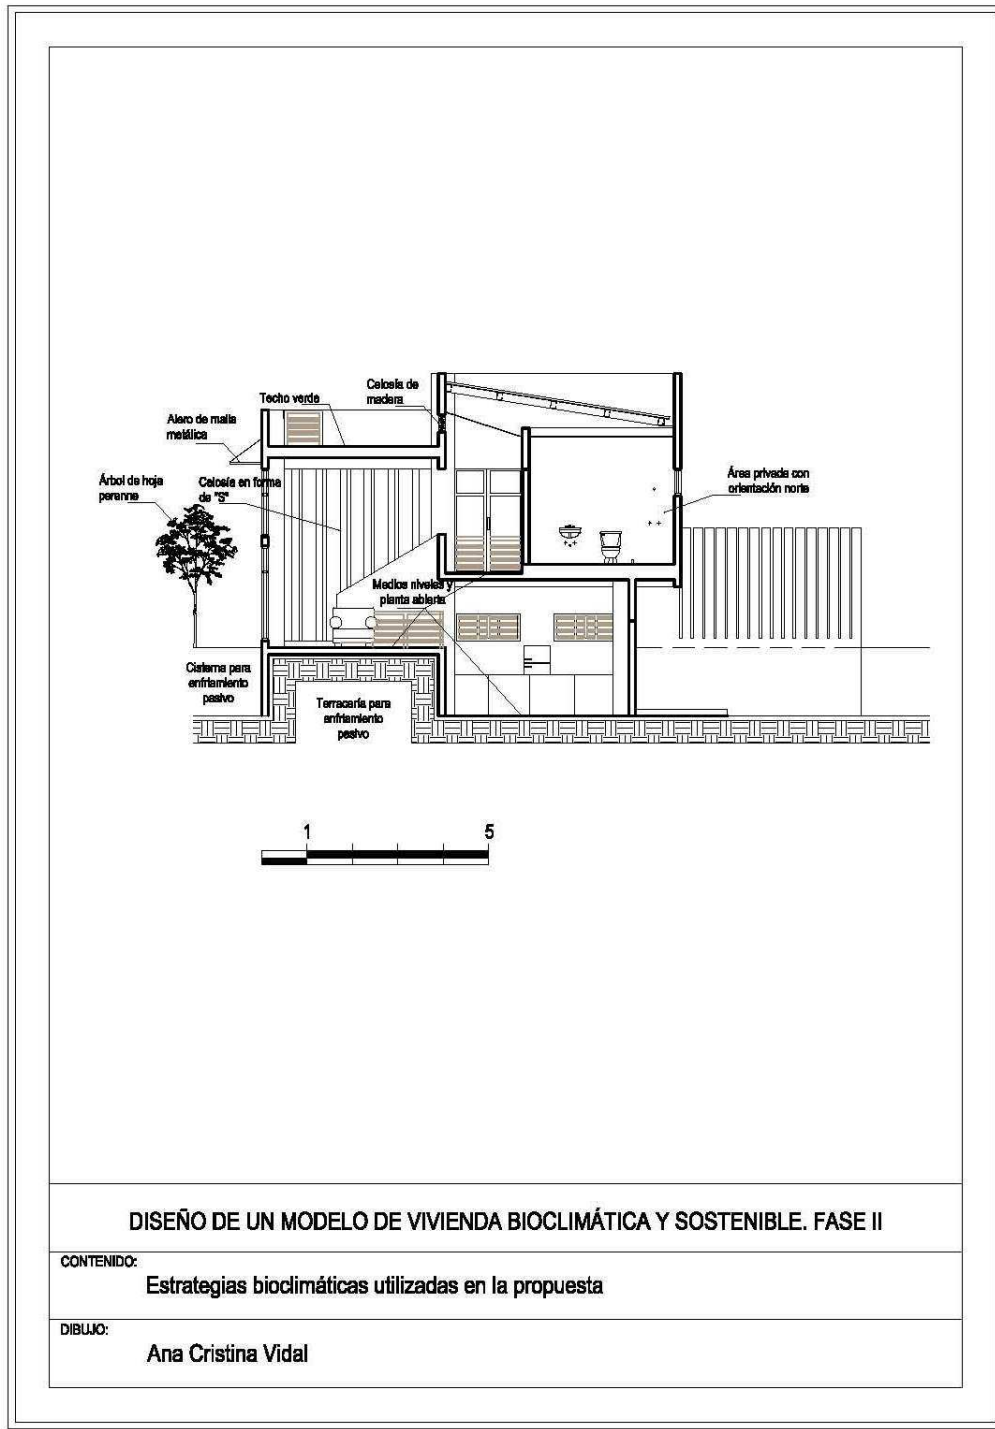 Celosía de
madera
Techo verde
Alero de malla
metálica
Árbol de hoja
peranne
Celosía en forma
de "S"
Área privada con
orientación norte
Medios niveles y
planta abierta
Cisterna para
enfriamiento
pasivo
Terracería para
enfriamiento
pasivo
1 5
DISEÑO DE UN MODELO DE VIVIENDA BIOCLIMÁTICA Y SOSTENIBLE. FASE II
CONTENIDO:
Estrategias bioclimáticas utilizadas en la propuesta
DIBUJO:
Ana Cristina Vidal